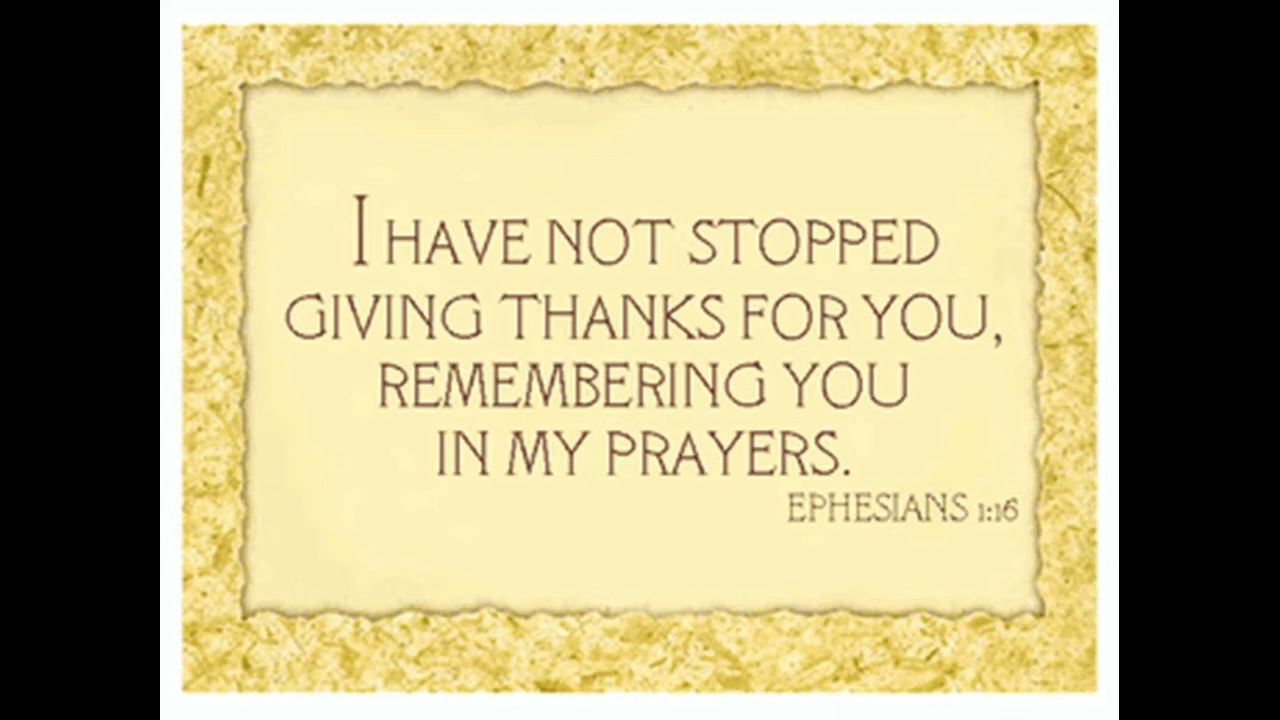 I HAVE NOT STOPPED
GIVING THANKS FOR YOU,
REMEMBERING YOU
IN MY PRAYERS.
EPHESIANS 1:16